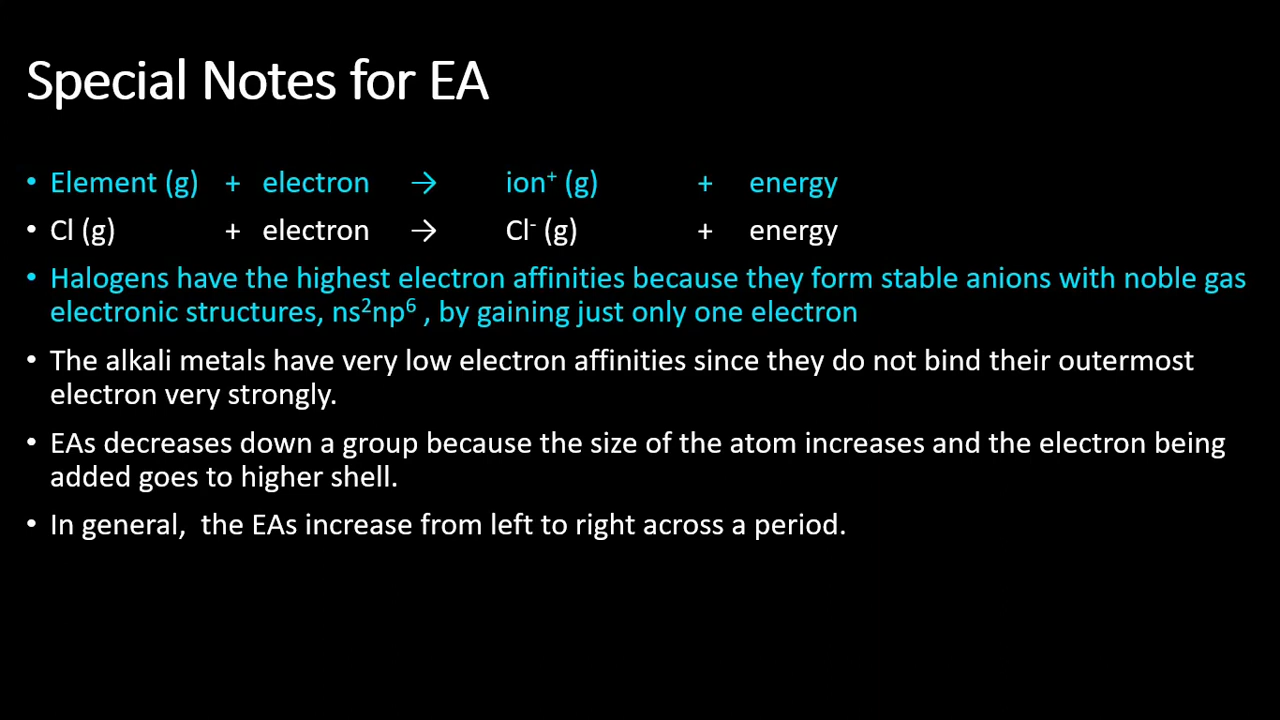 Special Notes for EA
• Element (g) + electron → ion⁺ (g) + energy
• Cl (g) + electron → Cl⁻ (g) + energy
• Halogens have the highest electron affinities because they form stable anions with noble gas
electronic structures, ns²np⁶ , by gaining just only one electron
• The alkali metals have very low electron affinities since they do not bind their outermost
electron very strongly.
• EAs decreases down a group because the size of the atom increases and the electron being
added goes to higher shell.
• In general,  the EAs increase from left to right across a period.